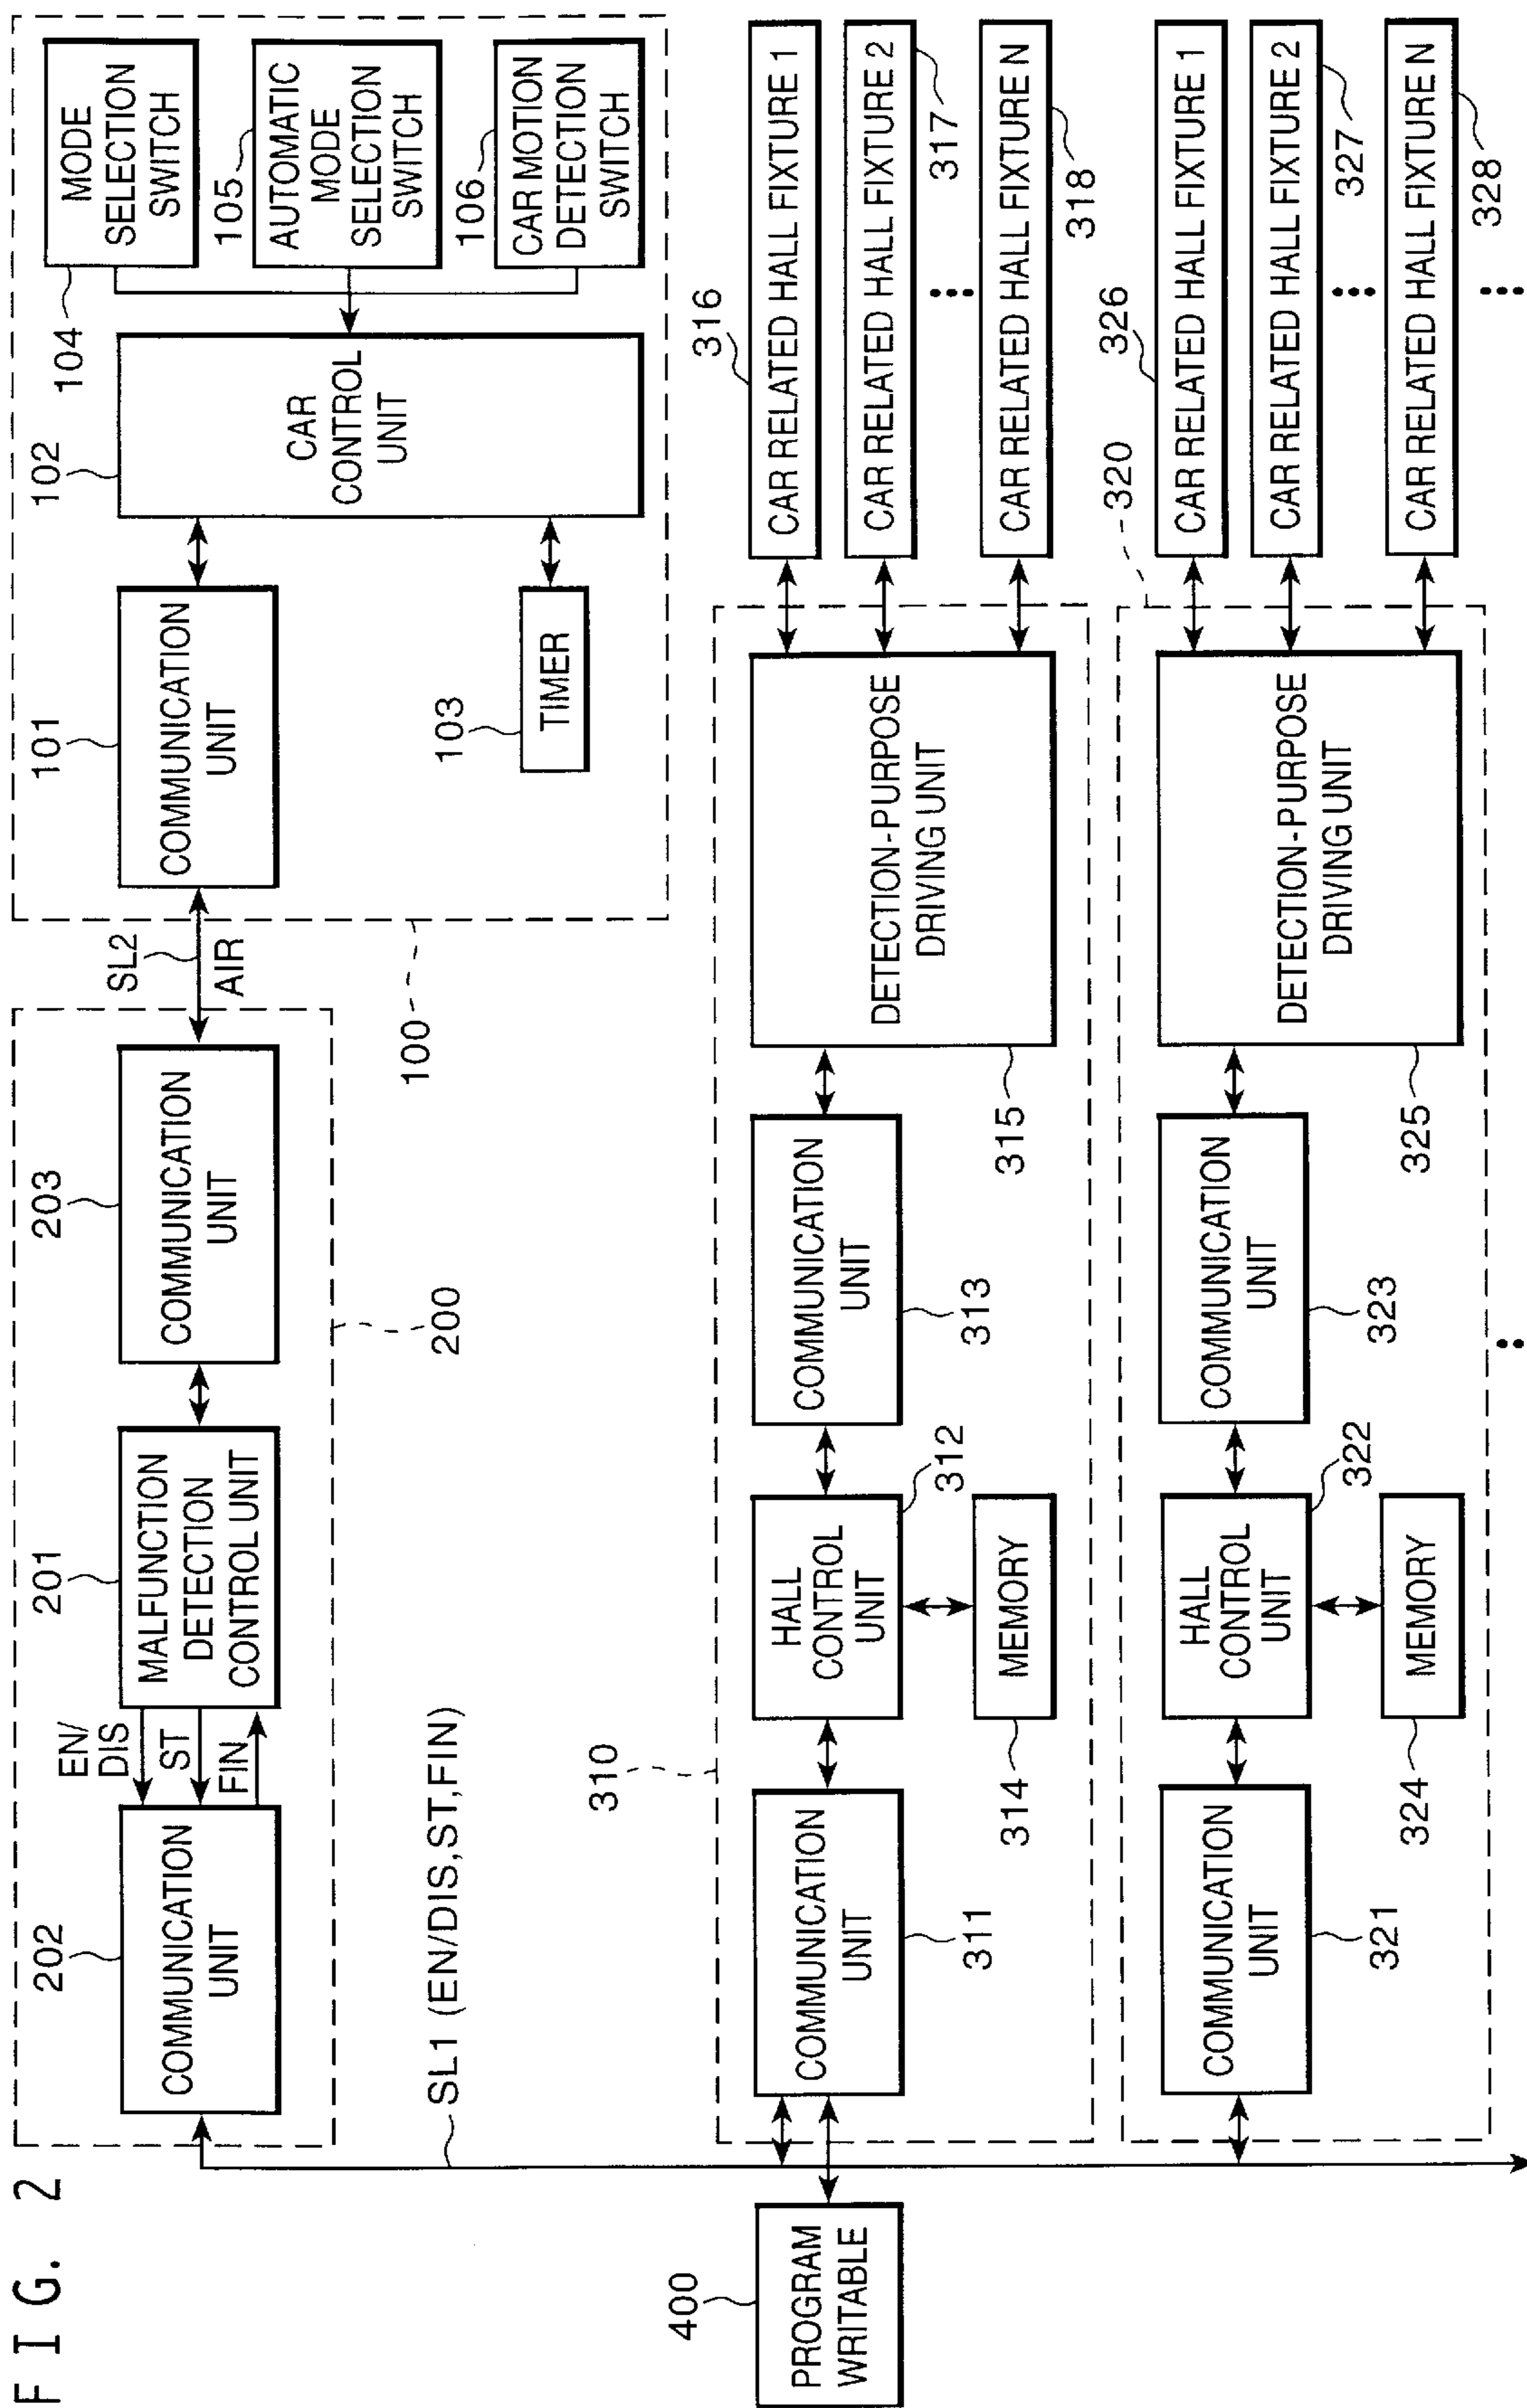 FIG. 2
202
COMMUNICATION
UNIT
EN/
DIS
ST
FIN
201
MALFUNCTION
DETECTION
CONTROL UNIT
203
COMMUNICATION
UNIT
200
SL2
AIR
100
101
COMMUNICATION
UNIT
103
TIMER
102
CAR
CONTROL
UNIT
104
MODE
SELECTION
SWITCH
105
AUTOMATIC
MODE
SELECTION
SWITCH
106
CAR MOTION
DETECTION
SWITCH
SL1 (EN/DIS,ST,FIN)
400
PROGRAM
WRITABLE
310
COMMUNICATION
UNIT
311
HALL
CONTROL
UNIT
312
MEMORY
314
COMMUNICATION
UNIT
313
DETECTION-PURPOSE
DRIVING UNIT
315
316
CAR RELATED HALL FIXTURE 1
CAR RELATED HALL FIXTURE 2
317
CAR RELATED HALL FIXTURE N
318
320
COMMUNICATION
UNIT
321
HALL
CONTROL
UNIT
322
MEMORY
324
COMMUNICATION
UNIT
323
DETECTION-PURPOSE
DRIVING UNIT
325
326
CAR RELATED HALL FIXTURE 1
CAR RELATED HALL FIXTURE 2
327
CAR RELATED HALL FIXTURE N
328